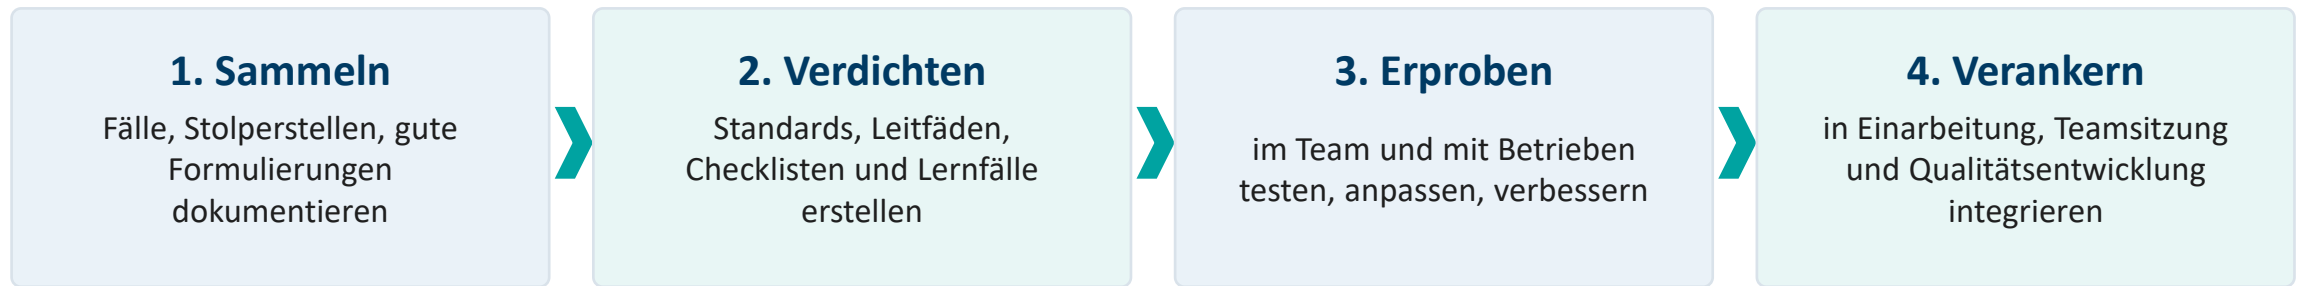 1. Sammeln
Fälle, Stolperstellen, gute
Formulierungen
dokumentieren
2. Verdichten
Standards, Leitfäden,
Checklisten und Lernfälle
erstellen
3. Erproben
im Team und mit Betrieben
testen, anpassen, verbessern
4. Verankern
in Einarbeitung, Teamsitzung
und Qualitätsentwicklung
integrieren